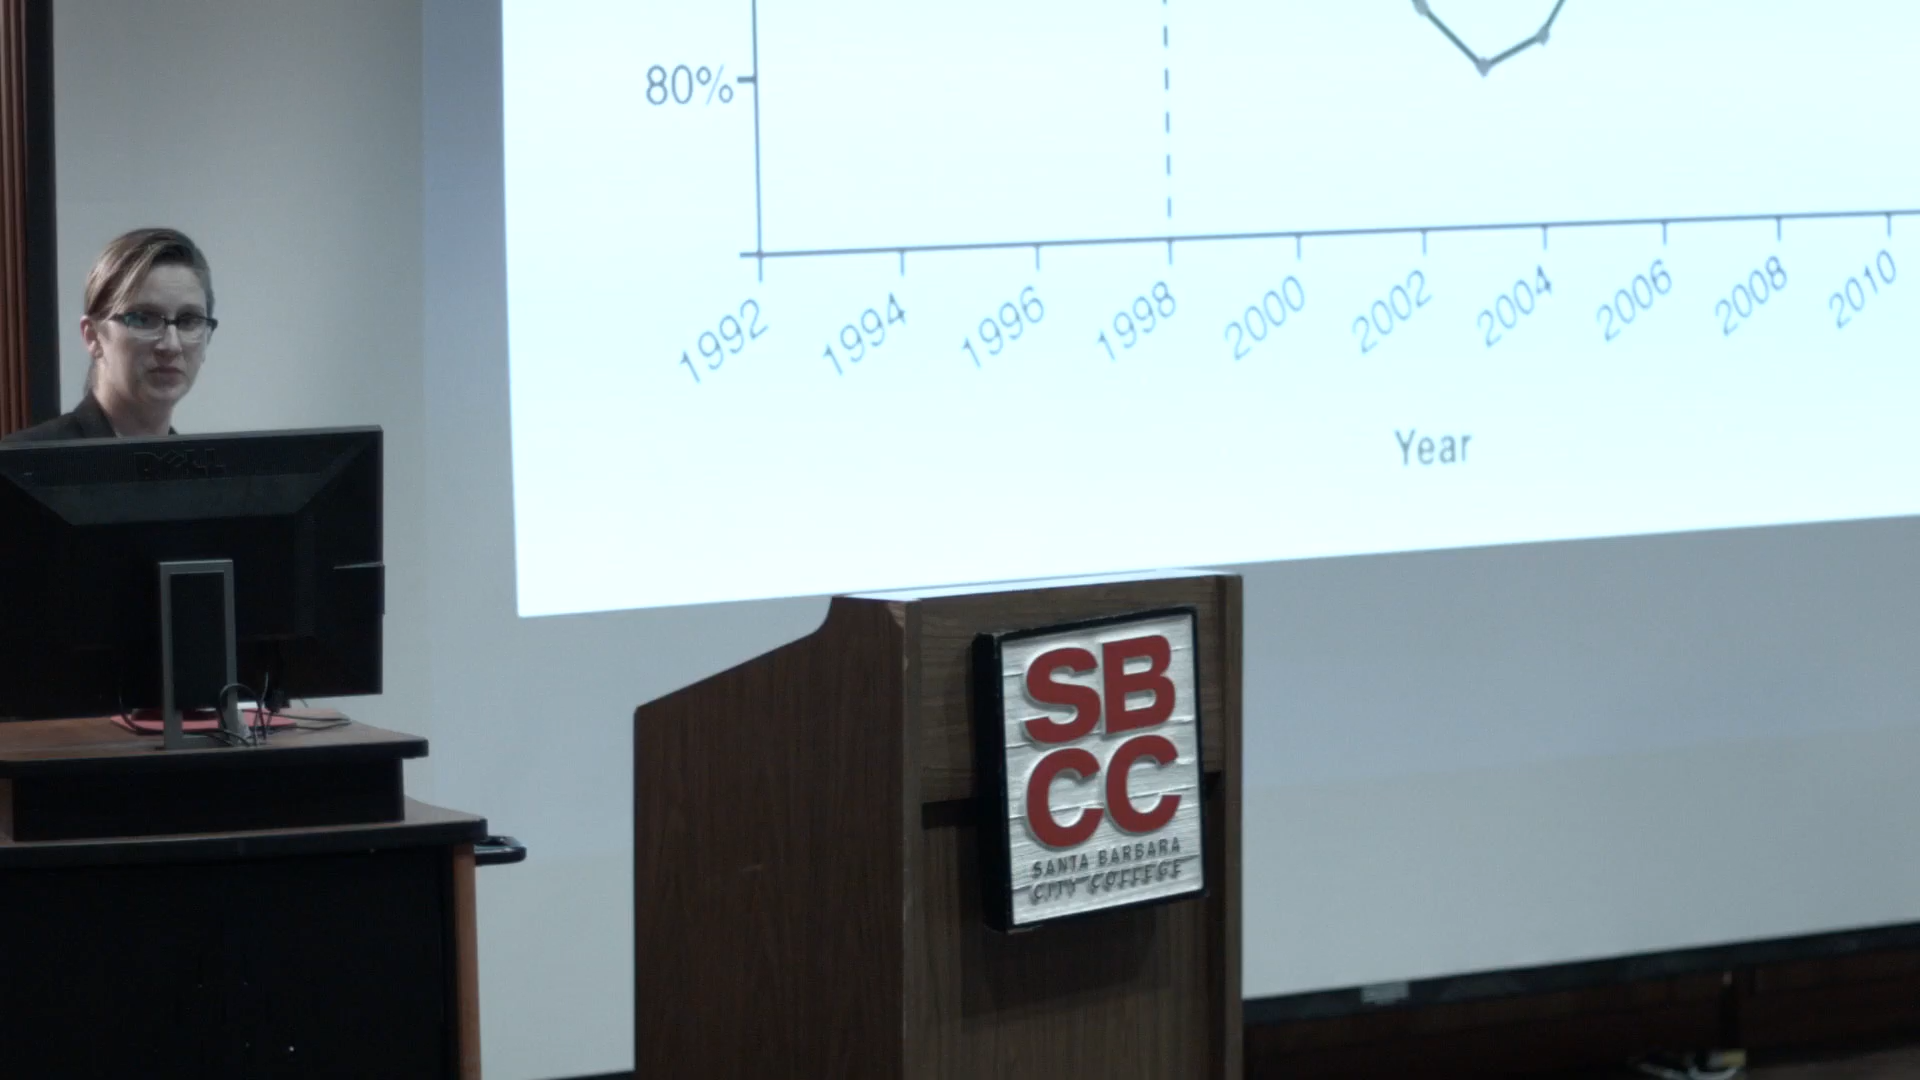 80%
1992 1994 1996 1998 2000 2002 2004 2006 2008 2010
Year
DELL
SB
CC
SANTA BARBARA
CITY COLLEGE